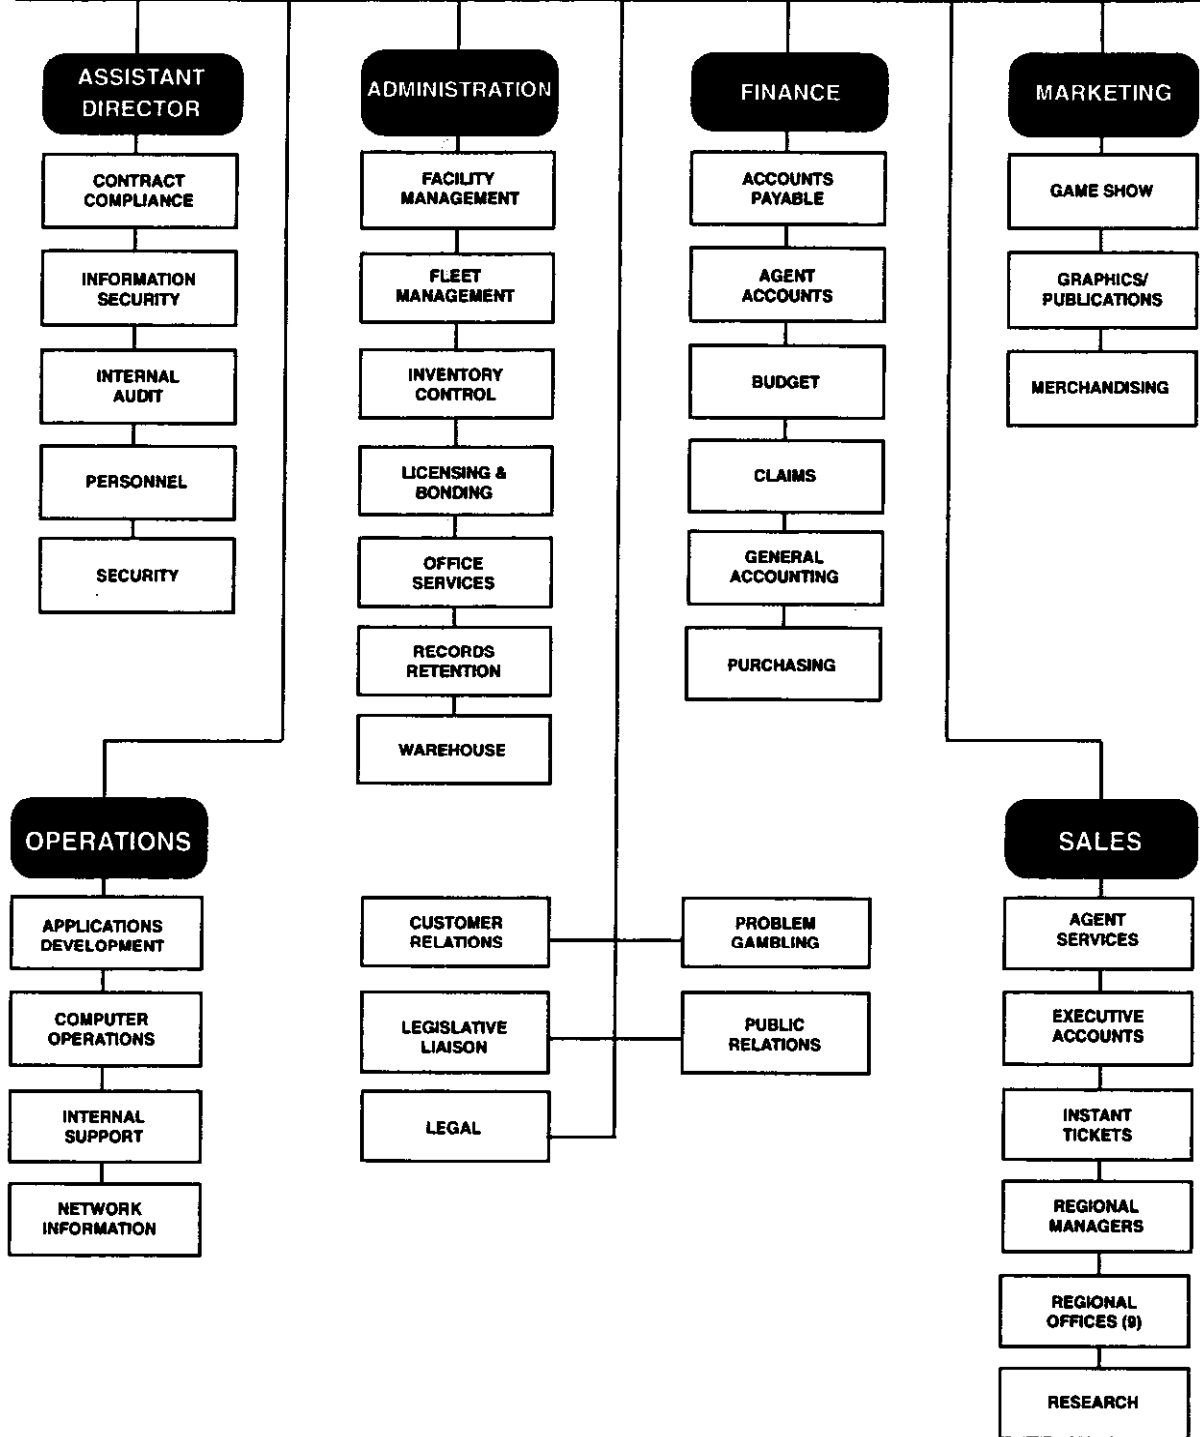 ASSISTANT
DIRECTOR
CONTRACT
COMPLIANCE
INFORMATION
SECURITY
INTERNAL
AUDIT
PERSONNEL
SECURITY
ADMINISTRATION
FACILITY
MANAGEMENT
FLEET
MANAGEMENT
INVENTORY
CONTROL
LICENSING &
BONDING
OFFICE
SERVICES
RECORDS
RETENTION
WAREHOUSE
FINANCE
ACCOUNTS
PAYABLE
AGENT
ACCOUNTS
BUDGET
CLAIMS
GENERAL
ACCOUNTING
PURCHASING
MARKETING
GAME SHOW
GRAPHICS/
PUBLICATIONS
MERCHANDISING
OPERATIONS
APPLICATIONS
DEVELOPMENT
COMPUTER
OPERATIONS
INTERNAL
SUPPORT
NETWORK
INFORMATION
CUSTOMER
RELATIONS
LEGISLATIVE
LIAISON
LEGAL
PROBLEM
GAMBLING
PUBLIC
RELATIONS
SALES
AGENT
SERVICES
EXECUTIVE
ACCOUNTS
INSTANT
TICKETS
REGIONAL
MANAGERS
REGIONAL
OFFICES (9)
RESEARCH